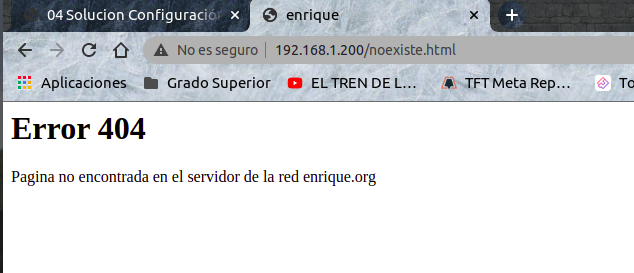 04 Solucion Configuración
enrique
No es seguro | 192.168.1.200/noexiste.html
Aplicaciones Grado Superior EL TREN DE L... TFT Meta Rep... To
Error 404
Pagina no encontrada en el servidor de la red enrique.org